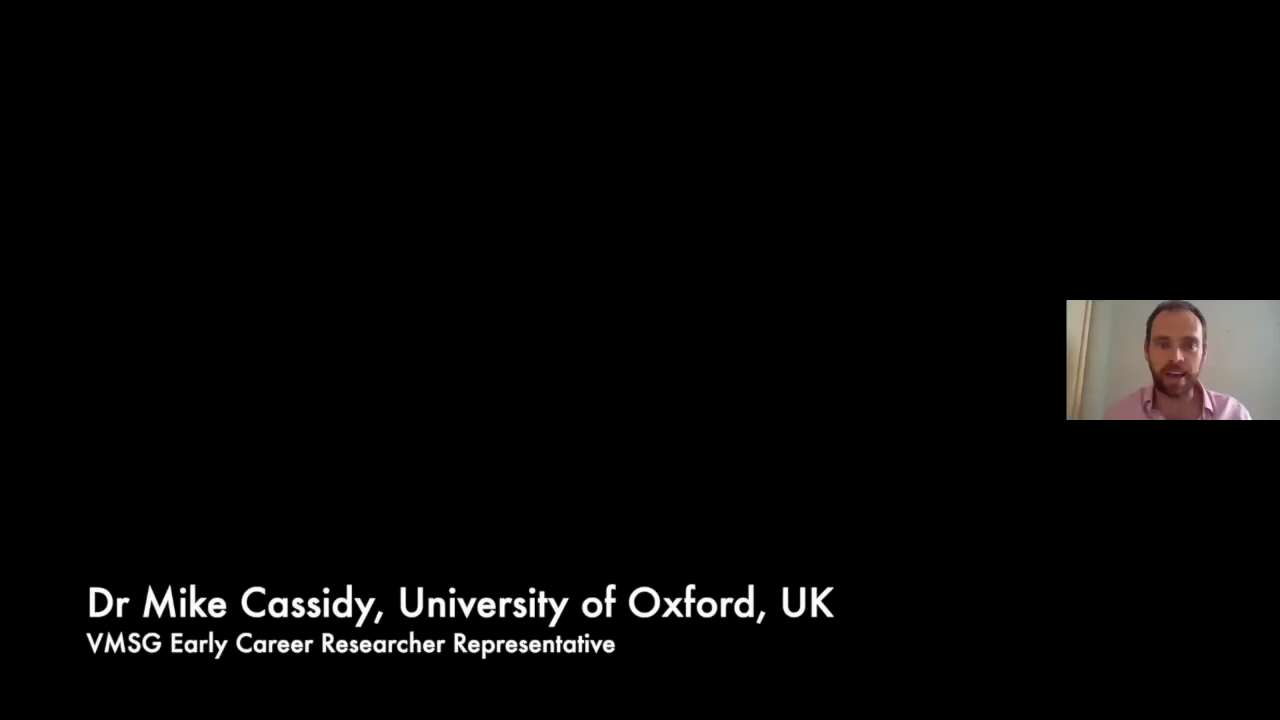 Dr Mike Cassidy, University of Oxford, UK
VMSG Early Career Researcher Representative